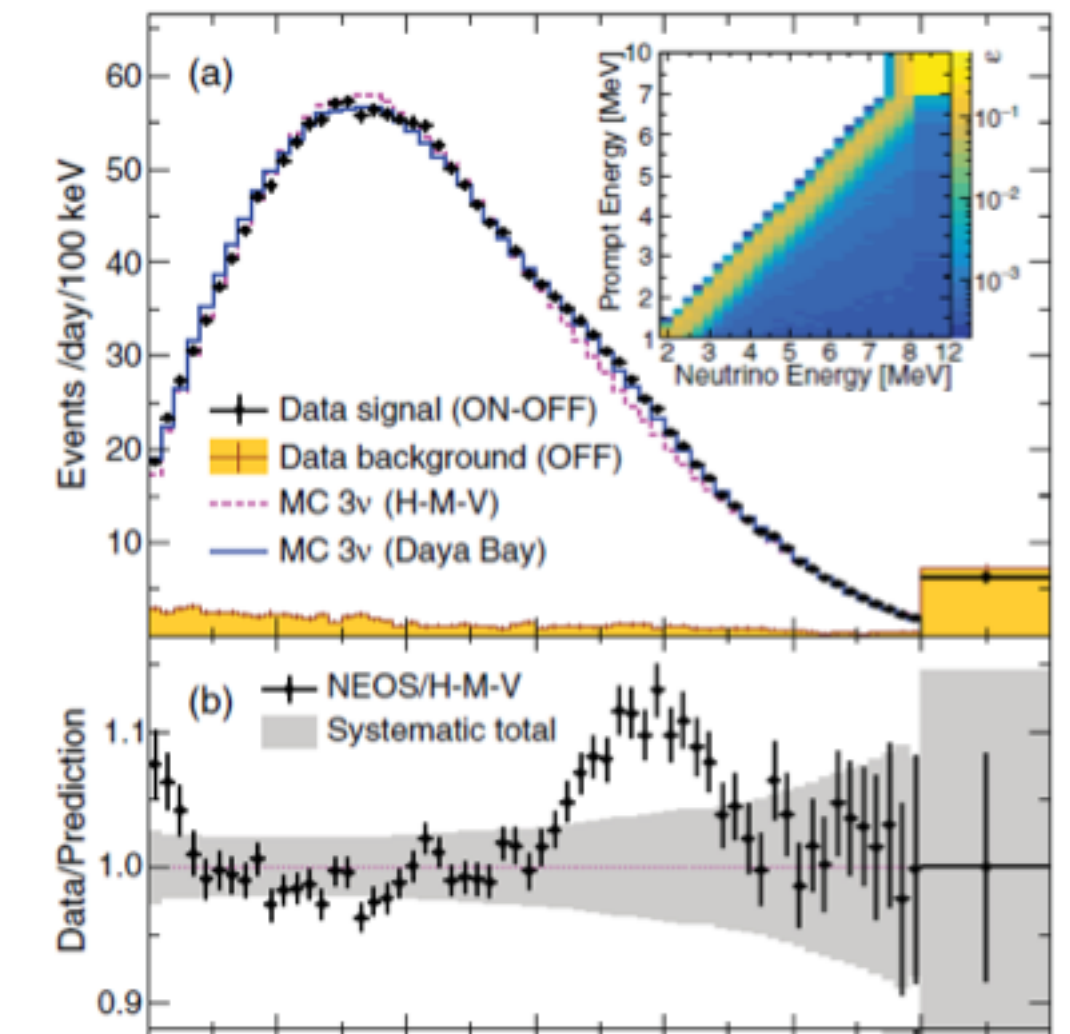 (a)
Events /day/100 keV
60
50
40
30
20
10
Data signal (ON-OFF)
Data background (OFF)
MC 3ν (H-M-V)
MC 3ν (Daya Bay)
Prompt Energy [MeV]
10
7
6
5
4
3
2
1
2 3 4 5 6 7 8 12
Neutrino Energy [MeV]
10⁻¹
10⁻²
10⁻³
(b)
NEOS/H-M-V
Systematic total
Data/Prediction
1.1
1.0
0.9